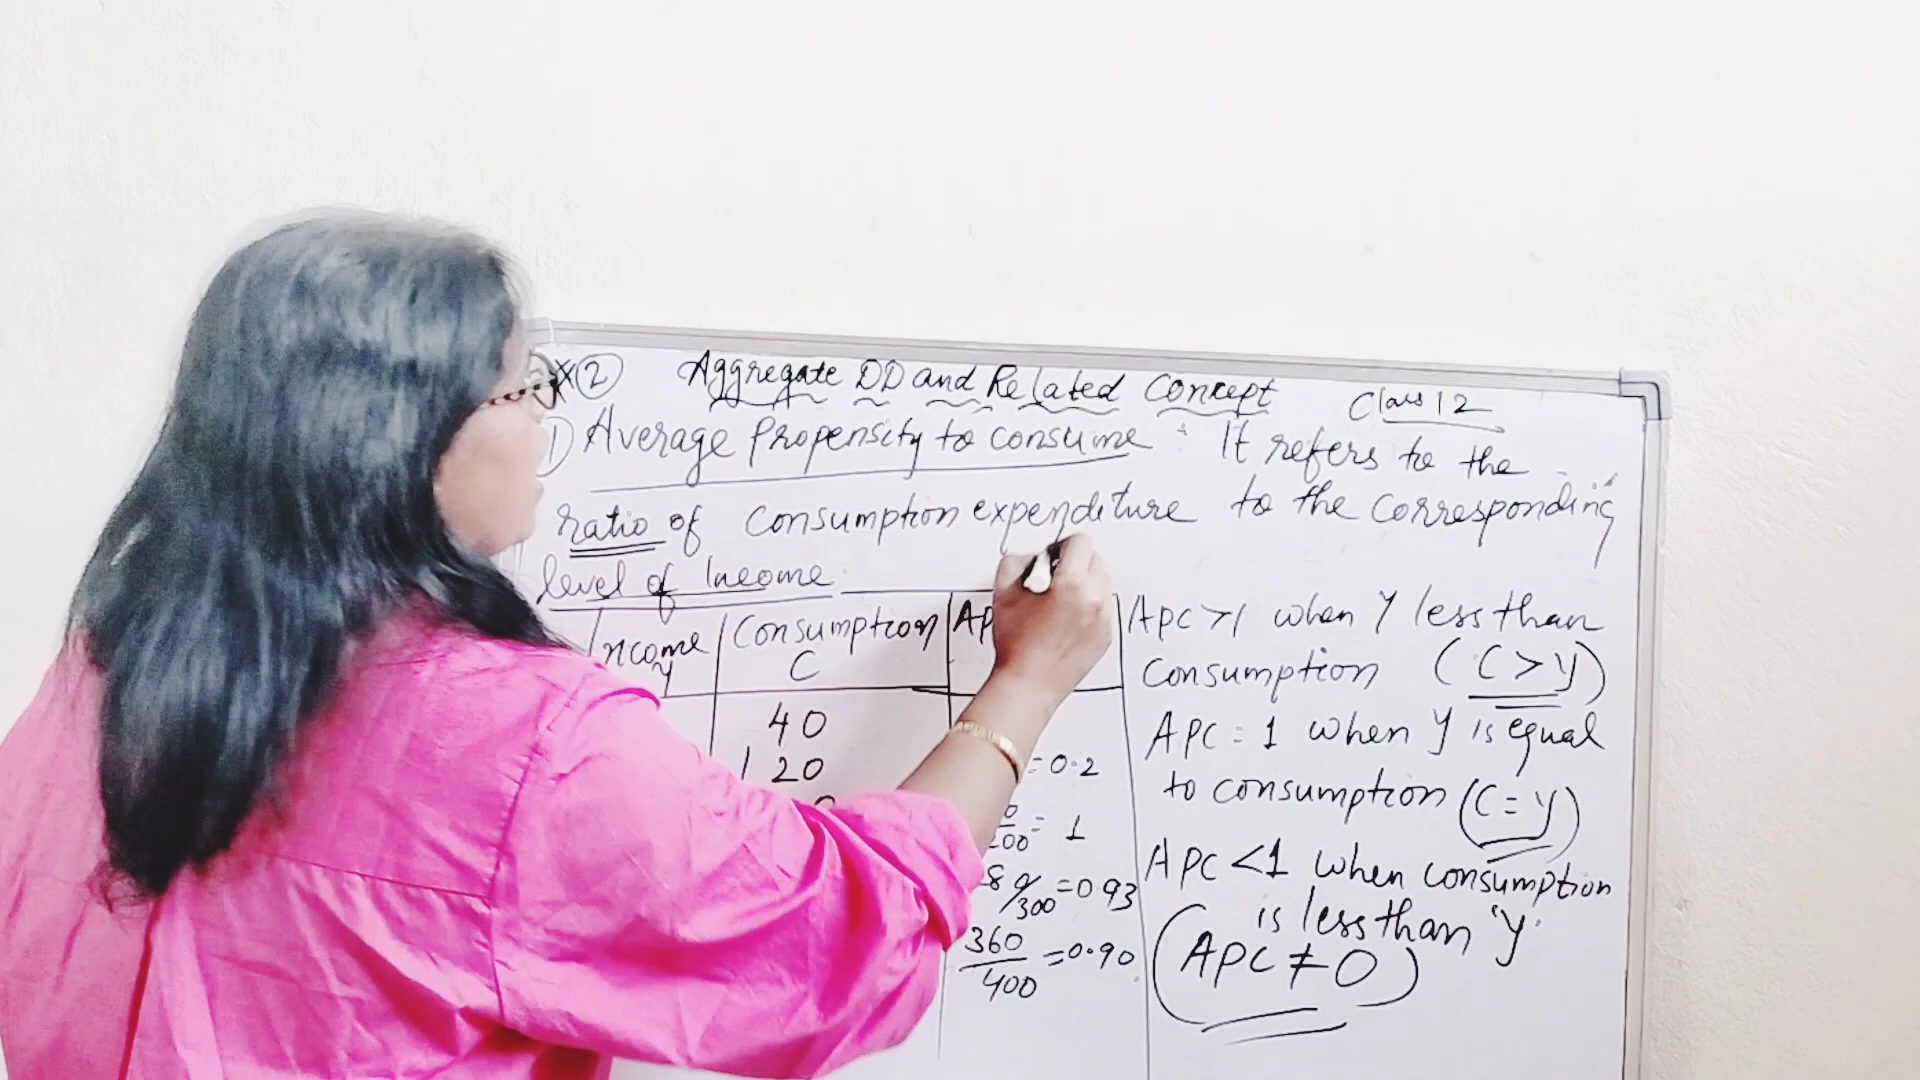 ② Aggregate DD and Related Concept Class 12
1) Average Propensity to consume : It refers to the
ratio of consumption expenditure to the corresponding
level of Income
Income Y Consumption C AP
40
120
= 0.2
= 1
/300 = 0.93
360/400 = 0.90
APC >1 when Y less than
consumption (C > Y)
APC = 1 when Y is equal
to consumption (C = Y)
APC < 1 when consumption
is less than 'Y'
(APC ≠ 0)